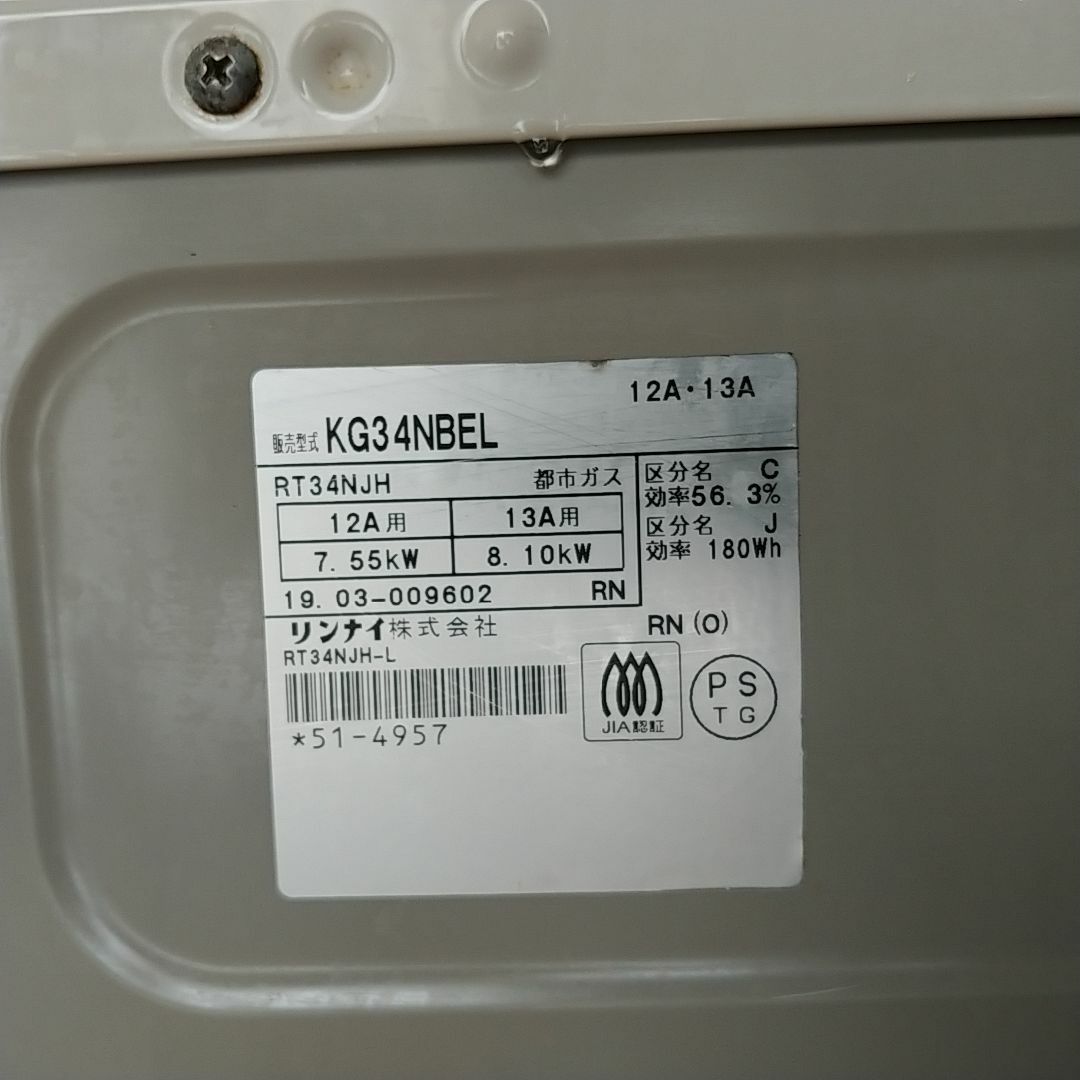 12A・13A
販売型式 KG34NBEL
RT34NJH 都市ガス
12A用 13A用
7.55kW 8.10kW
19.03-009602 RN
区分名 C
効率56.3%
区分名 J
効率 180Wh
リンナイ株式会社 RN(O)
RT34NJH-L
*51-4957
JIA認証
PS
TG